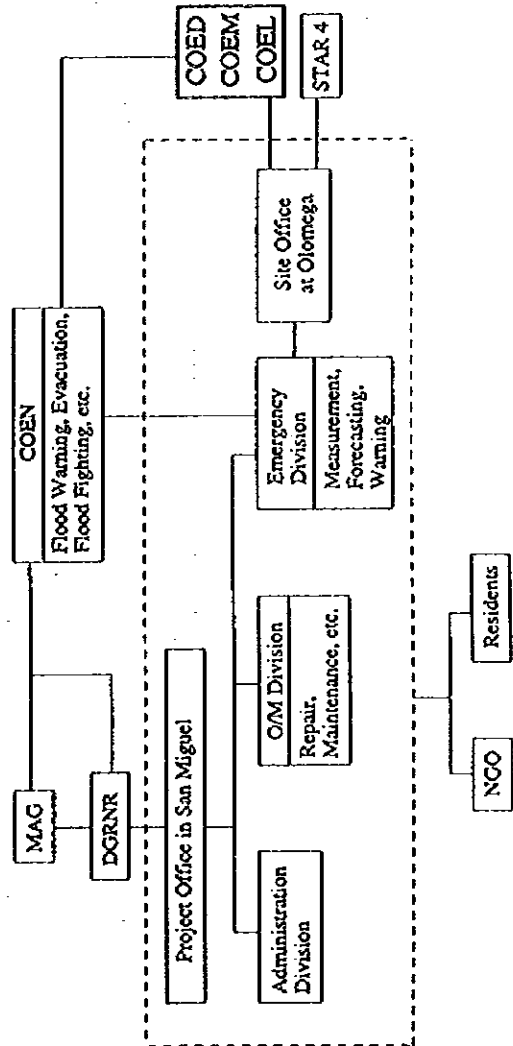 COEN
Flood Warning, Evacuation,
Flood Fighting, etc.
MAG
DGRNR
COED
COEM
COEL
STAR 4
Project Office in San Miguel
Administration
Division
O/M Division
Repair,
Maintenance, etc.
Emergency
Division
Measurement,
Forecasting,
Warning
Site Office
at Olomega
NGO
Residents